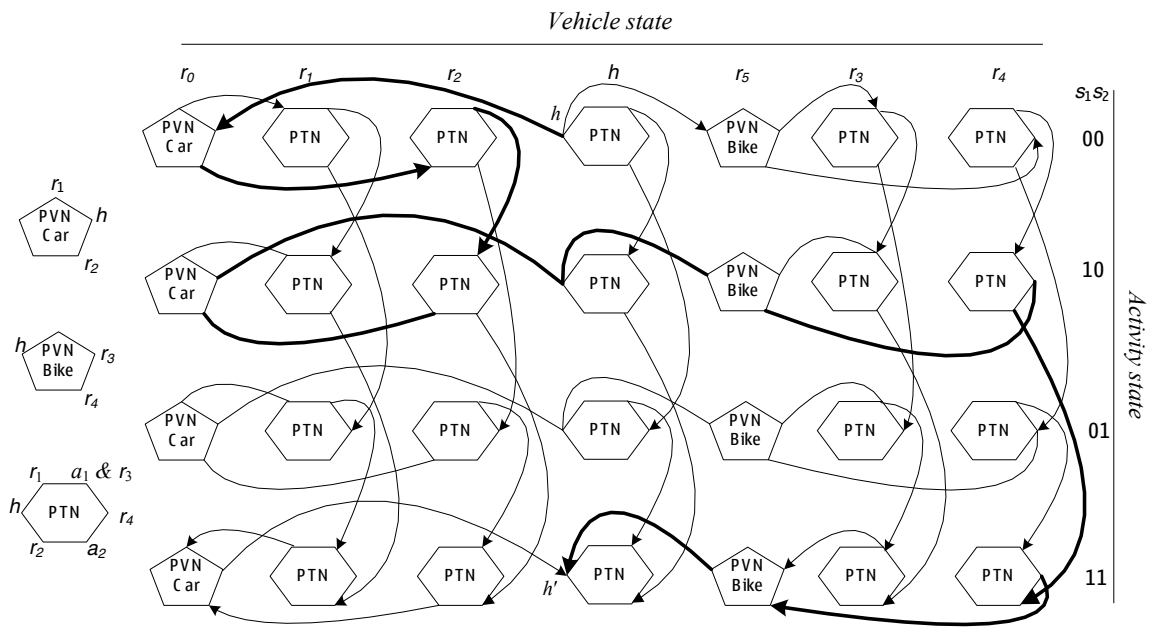 Vehicle state
r0 r1 r2 h r5 r3 r4 s1s2
PVN Car PTN PTN h PTN PVN Bike PTN PTN 00
r1
PVN Car h
r2
PVN Car PTN PTN PTN PVN Bike PTN PTN 10
Activity state
h PVN Bike r3
r4
PVN Car PTN PTN PTN PVN Bike PTN PTN 01
r1 a1 & r3
h PTN r4
r2 a2
PVN Car PTN PTN h' PTN PVN Bike PTN PTN 11